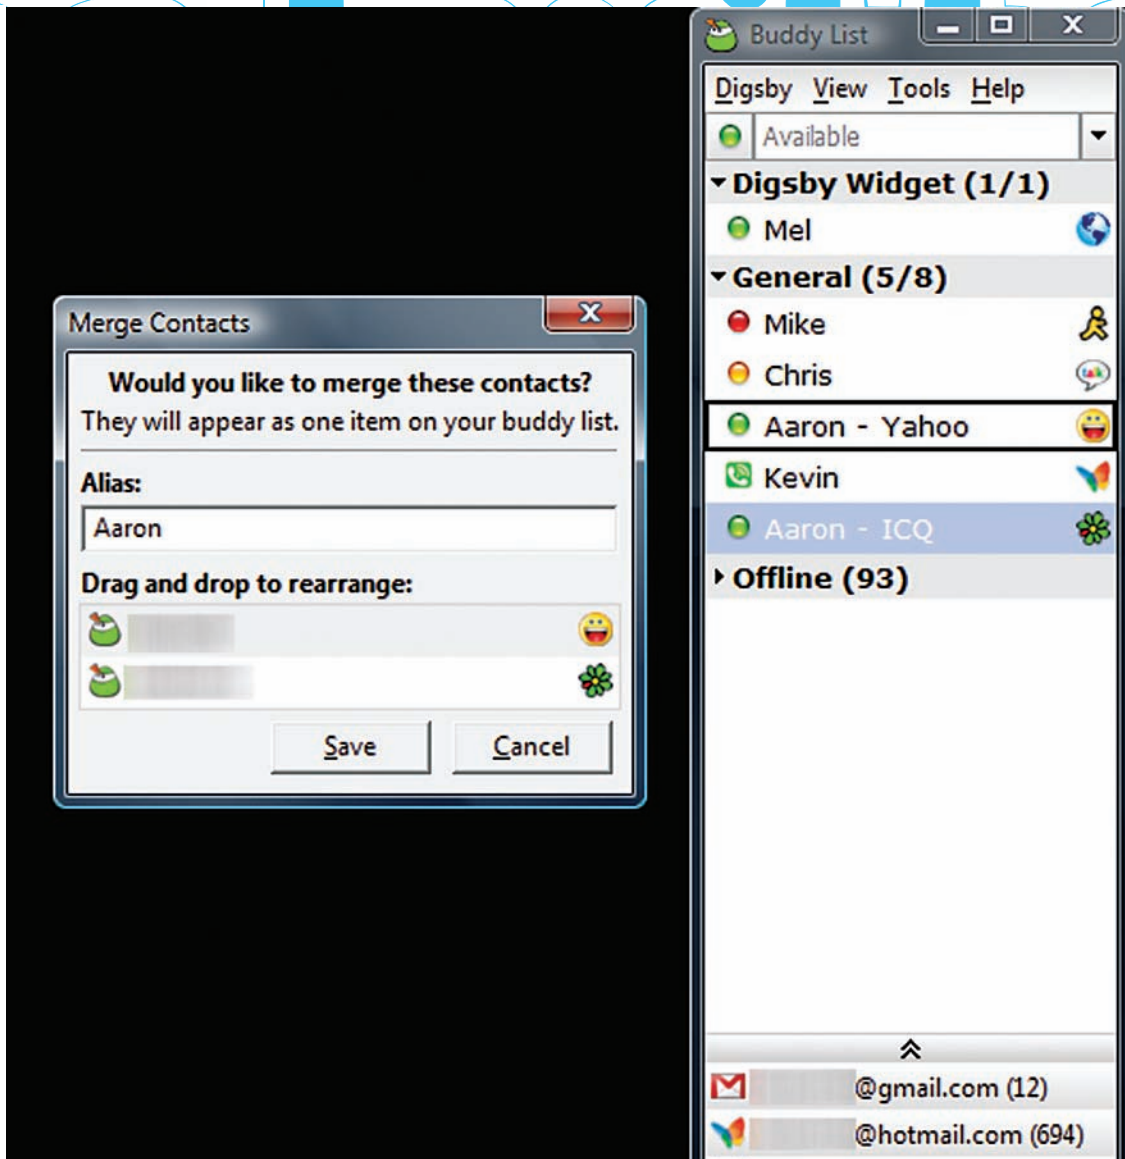 Buddy List
Digsby View Tools Help
Available
Digsby Widget (1/1)
Mel
General (5/8)
Mike
Chris
Aaron - Yahoo
Kevin
Aaron - ICQ
Offline (93)
@gmail.com (12)
@hotmail.com (694)
Merge Contacts
Would you like to merge these contacts?
They will appear as one item on your buddy list.
Alias:
Aaron
Drag and drop to rearrange:
Save Cancel